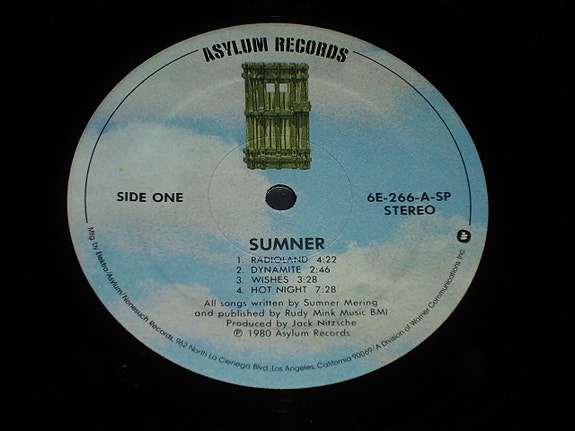 ASYLUM RECORDS
SIDE ONE
6E-266-A-SP
STEREO
SUMNER
1. RADIOLAND 4:22
2. DYNAMITE 2:46
3. WISHES 3:28
4. HOT NIGHT 7:28
All songs written by Sumner Mering
and published by Rudy Mink Music BMI
Produced by Jack Nitzsche
℗ 1980 Asylum Records
Mfg by Elektra/Asylum/Nonesuch Records, 962 North La Cienega Blvd., Los Angeles, California 90069/A Division of Warner Communications Inc